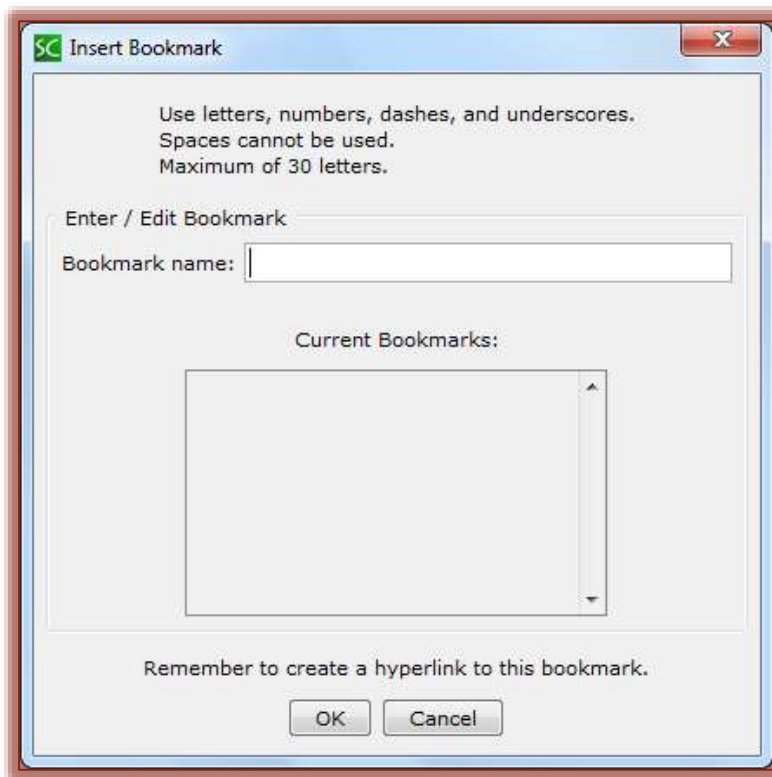 SC Insert Bookmark
X
Use letters, numbers, dashes, and underscores.
Spaces cannot be used.
Maximum of 30 letters.
Enter / Edit Bookmark
Bookmark name:
Current Bookmarks:
Remember to create a hyperlink to this bookmark.
OK Cancel